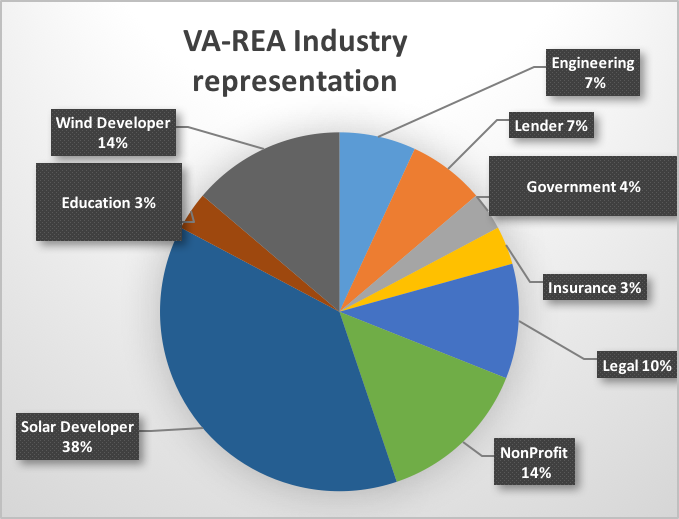 VA-REA Industry
representation
Engineering
7%
Lender 7%
Government 4%
Insurance 3%
Legal 10%
NonProfit
14%
Solar Developer
38%
Education 3%
Wind Developer
14%